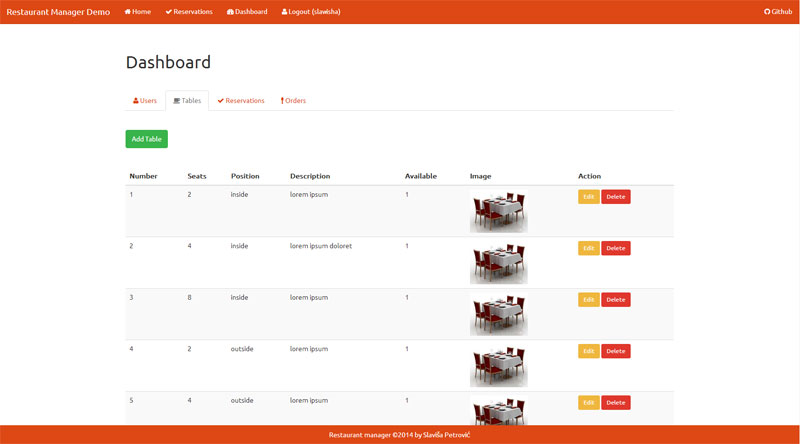 Restaurant Manager Demo Home Reservations Dashboard Logout (slawisha) Github
Dashboard
Users Tables Reservations Orders
Add Table
Number Seats Position Description Available Image Action
1 2 inside lorem ipsum 1 Edit Delete
2 4 inside lorem ipsum doloret 1 Edit Delete
3 8 inside lorem ipsum 1 Edit Delete
4 2 outside lorem ipsum 1 Edit Delete
5 4 outside lorem ipsum 1 Edit Delete
Restaurant manager ©2014 by Slaviša Petrović